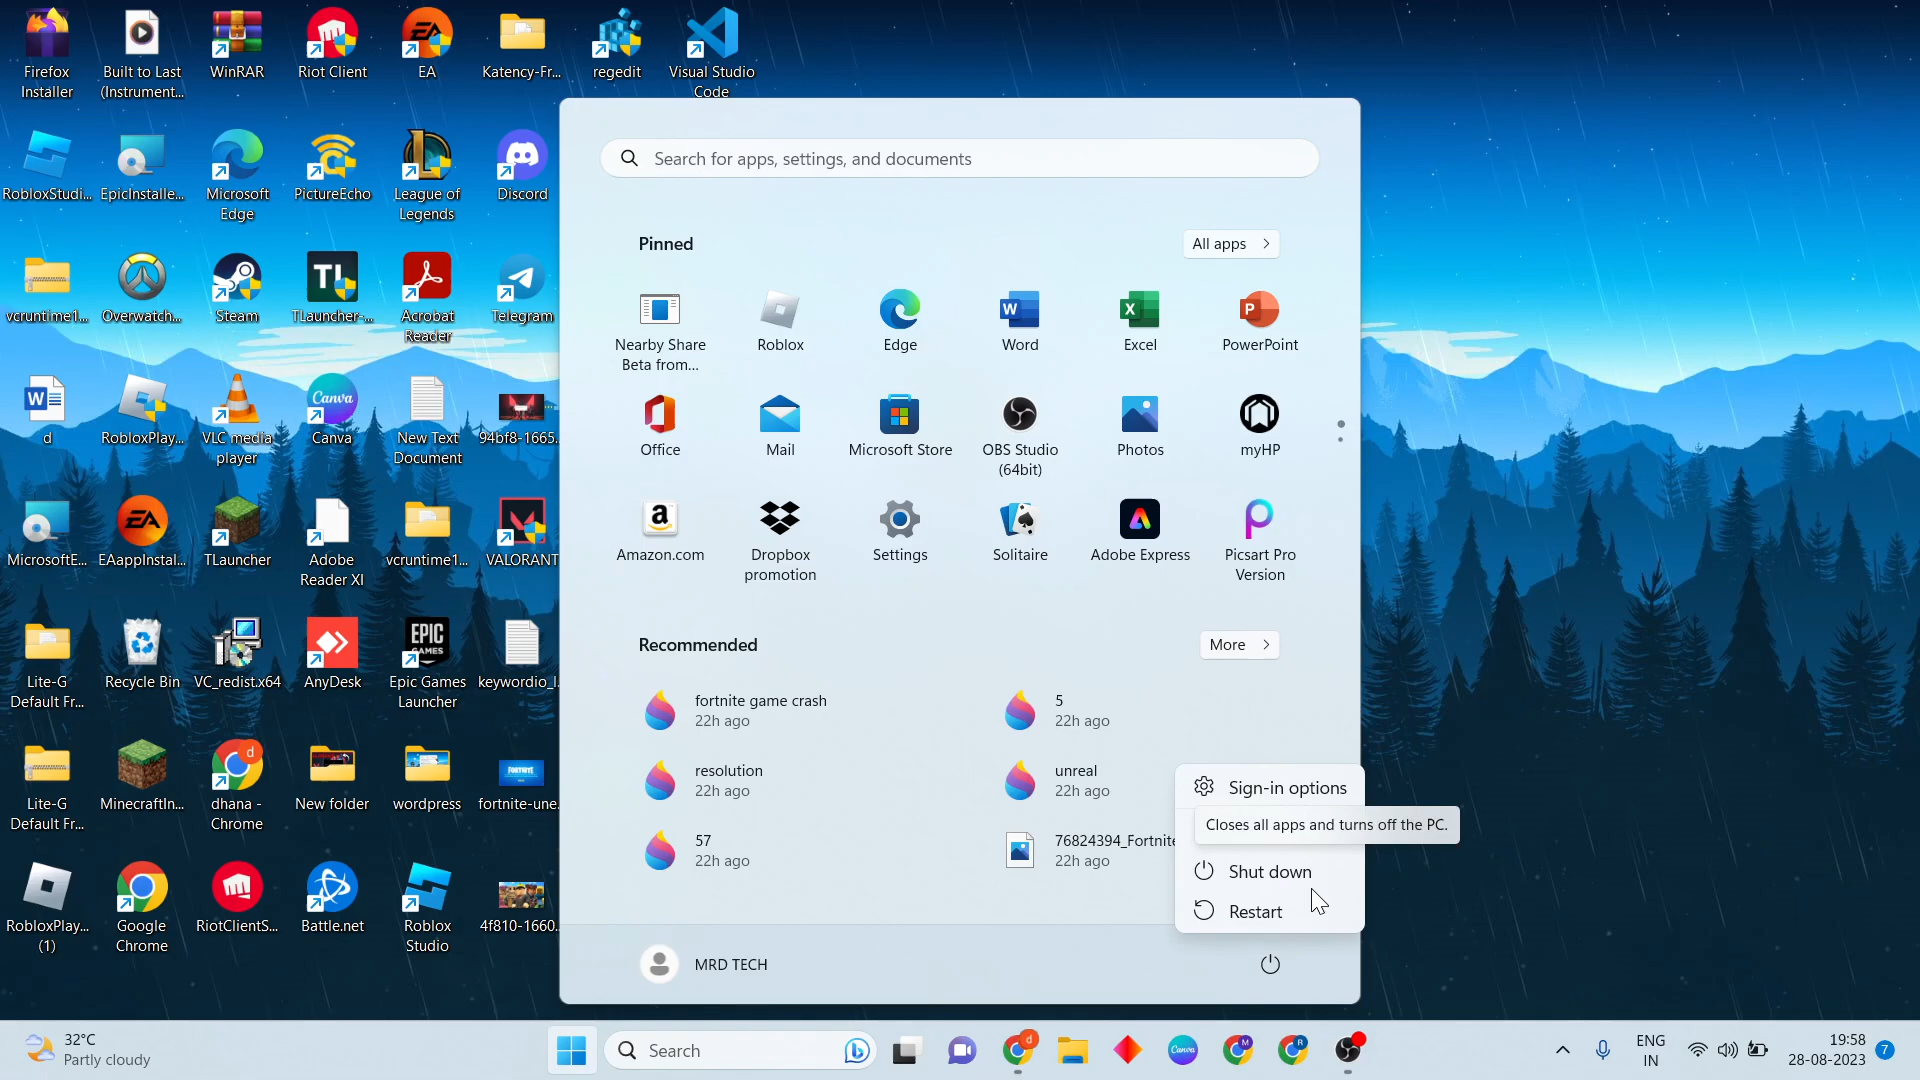 Firefox
Installer
Built to Last
(Instrument...
WinRAR
Riot Client
EA
Katency-Fr...
regedit
Visual Studio
Code
RobloxStudi...
EpicInstalle...
Microsoft
Edge
PictureEcho
League of
Legends
Discord
vcruntime1...
Overwatch...
Steam
TLauncher-...
Acrobat
Reader
Telegram
d
RobloxPlay...
VLC media
player
Canva
New Text
Document
94bf8-1665...
MicrosoftE...
EAappInstal...
TLauncher
Adobe
Reader XI
vcruntime1...
VALORANT
Lite-G
Default Fr...
Recycle Bin
VC_redist.x64
AnyDesk
Epic Games
Launcher
keywordio_l...
Lite-G
Default Fr...
MinecraftIn...
dhana -
Chrome
New folder
wordpress
fortnite-une...
RobloxPlay...
(1)
Google
Chrome
RiotClientS...
Battle.net
Roblox
Studio
4f810-1660...
Search for apps, settings, and documents
Pinned
All apps
Nearby Share
Beta from...
Roblox
Edge
Word
Excel
PowerPoint
Office
Mail
Microsoft Store
OBS Studio
(64bit)
Photos
myHP
Amazon.com
Dropbox
promotion
Settings
Solitaire
Adobe Express
Picsart Pro
Version
Recommended
More
fortnite game crash
22h ago
5
22h ago
resolution
22h ago
unreal
22h ago
57
22h ago
76824394_Fortnite
22h ago
Sign-in options
Closes all apps and turns off the PC.
Shut down
Restart
MRD TECH
32°C
Partly cloudy
Search
ENG
IN
19:58
28-08-2023
7